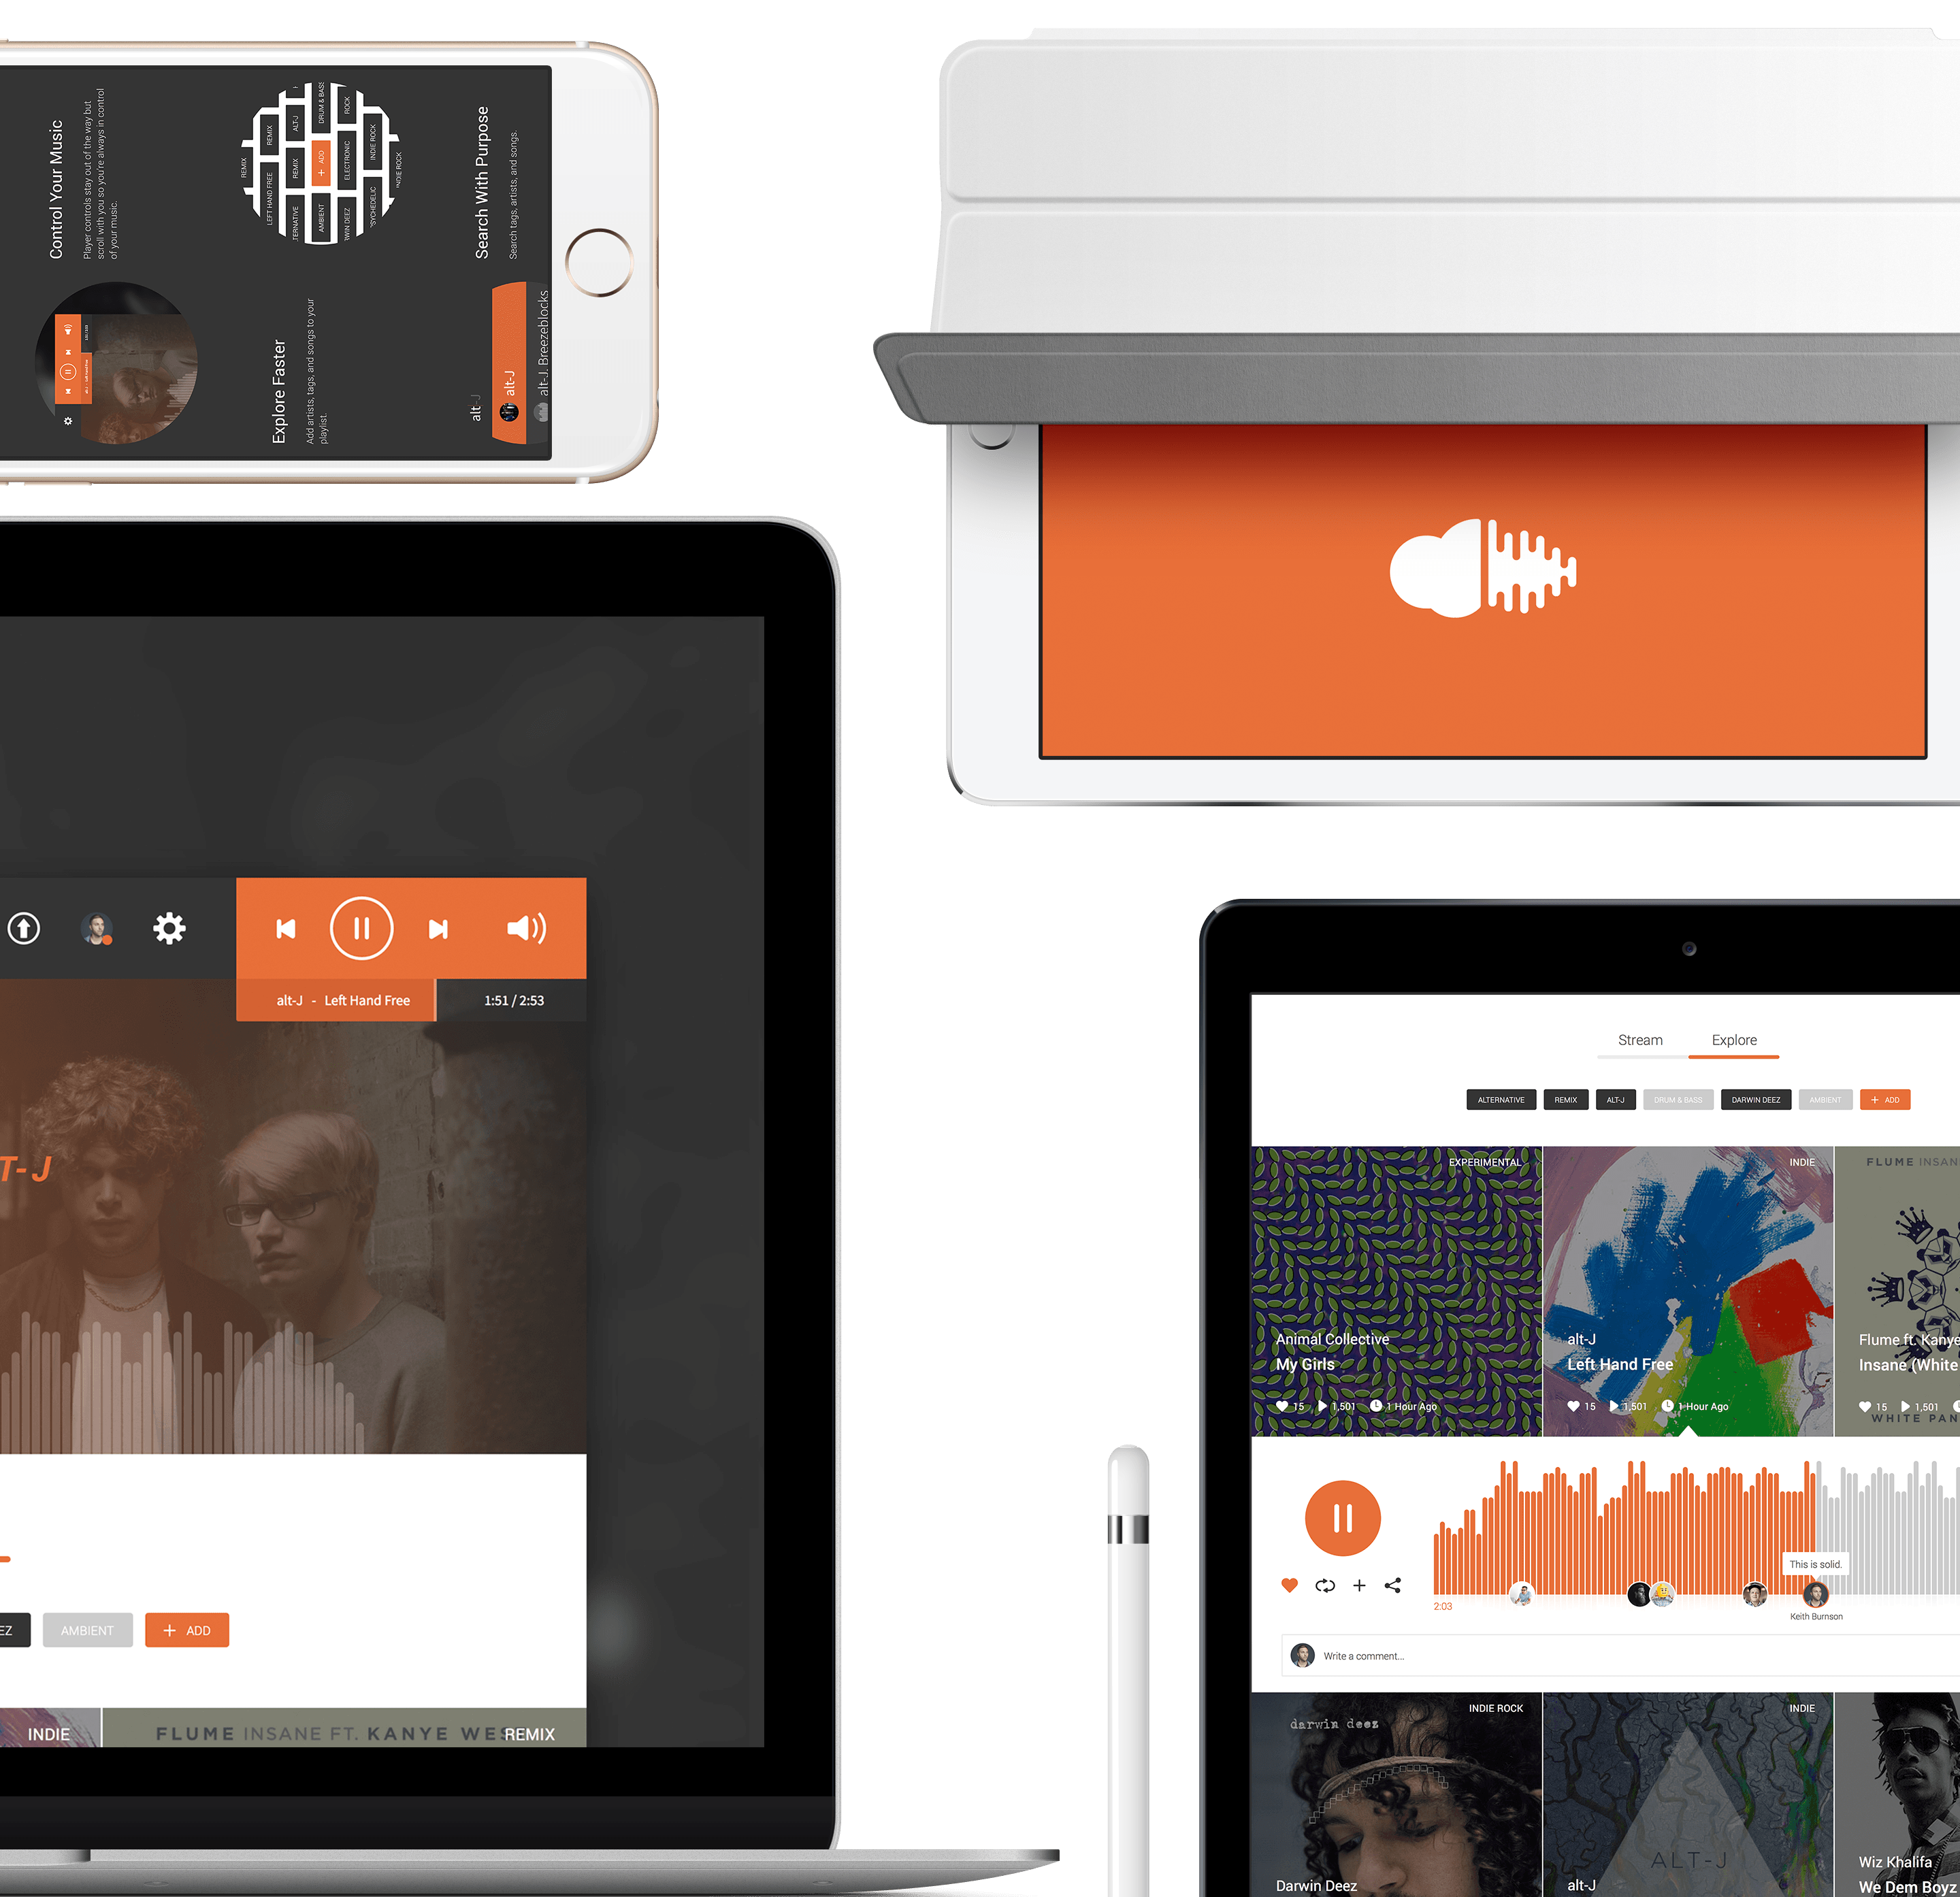 Control Your Music
Player controls stay out of the way but
scroll with you so you're always in control
of your music.
REMIX
LEFT HAND FREE
REMIX
TERNATIVE
REMIX
ALT-J
AMBIENT
+ ADD
DRUM & BASS
WIN DEEZ
ELECTRONIC
ROCK
PSYCHEDELIC
INDIE ROCK
INDIE ROCK
Explore Faster
Add artists, tags, and songs to your
playlist.
Search With Purpose
Search tags, artists, and songs.
alt-J
alt-J
alt-J. Breezeblocks
alt-J - Left Hand Free
1:51 / 2:53
T-J
EZ
AMBIENT
+ ADD
INDIE
FLUME INSANE FT. KANYE WES
REMIX
Stream
Explore
ALTERNATIVE
REMIX
ALT-J
DRUM & BASS
DARWIN DEEZ
AMBIENT
+ ADD
EXPERIMENTAL
Animal Collective
My Girls
15
1,501
1 Hour Ago
INDIE
alt-J
Left Hand Free
15
1,501
1 Hour Ago
FLUME INSAN
Flume ft. Kanye
Insane (White
15
1,501
WHITE PAN
This is solid.
2:03
Keith Burnson
Write a comment...
INDIE ROCK
darwin deez
Darwin Deez
INDIE
ALT-J
alt-J
Wiz Khalifa
We Dem Boyz